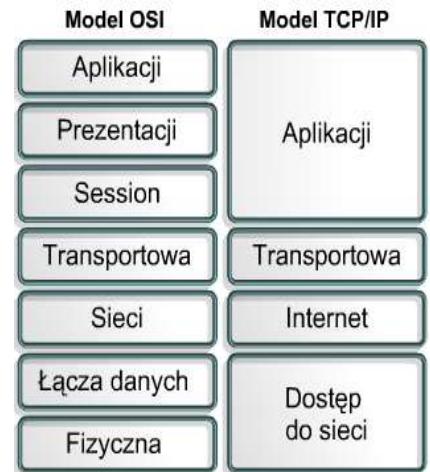 Model OSI
Model TCP/IP
Aplikacji
Prezentacji
Session
Transportowa
Sieci
Łącza danych
Fizyczna
Aplikacji
Transportowa
Internet
Dostęp
do sieci